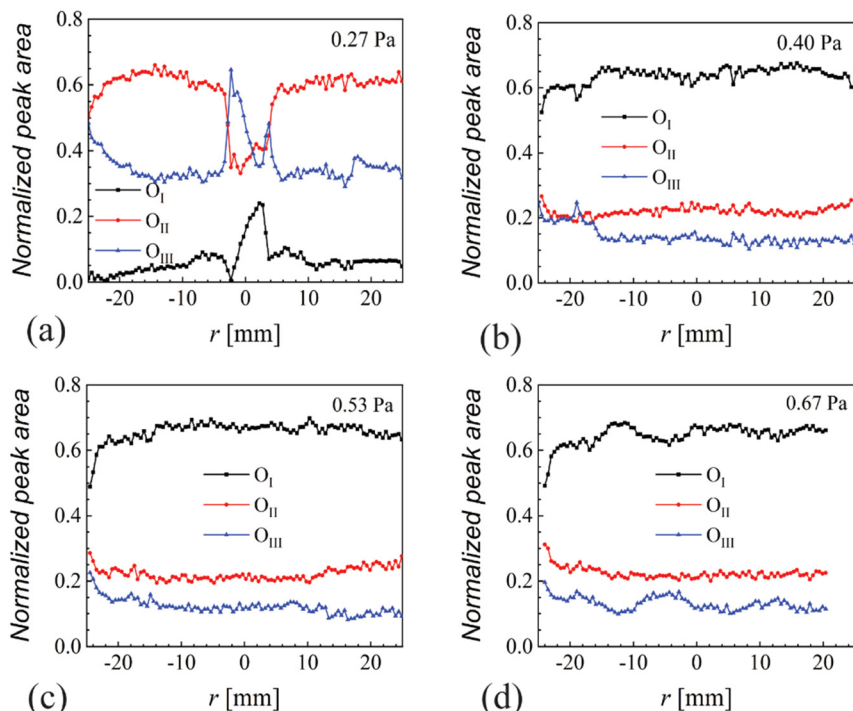 0.8
0.6
0.4
0.2
0.0
Normalized peak area
0.27 Pa
O_I
O_II
O_III
-20 -10 0 10 20
r [mm]
(a)
0.8
0.6
0.4
0.2
0.0
Normalized peak area
0.40 Pa
O_I
O_II
O_III
-20 -10 0 10 20
r [mm]
(b)
0.8
0.6
0.4
0.2
0.0
Normalized peak area
0.53 Pa
O_I
O_II
O_III
-20 -10 0 10 20
r [mm]
(c)
0.8
0.6
0.4
0.2
0.0
Normalized peak area
0.67 Pa
O_I
O_II
O_III
-20 -10 0 10 20
r [mm]
(d)